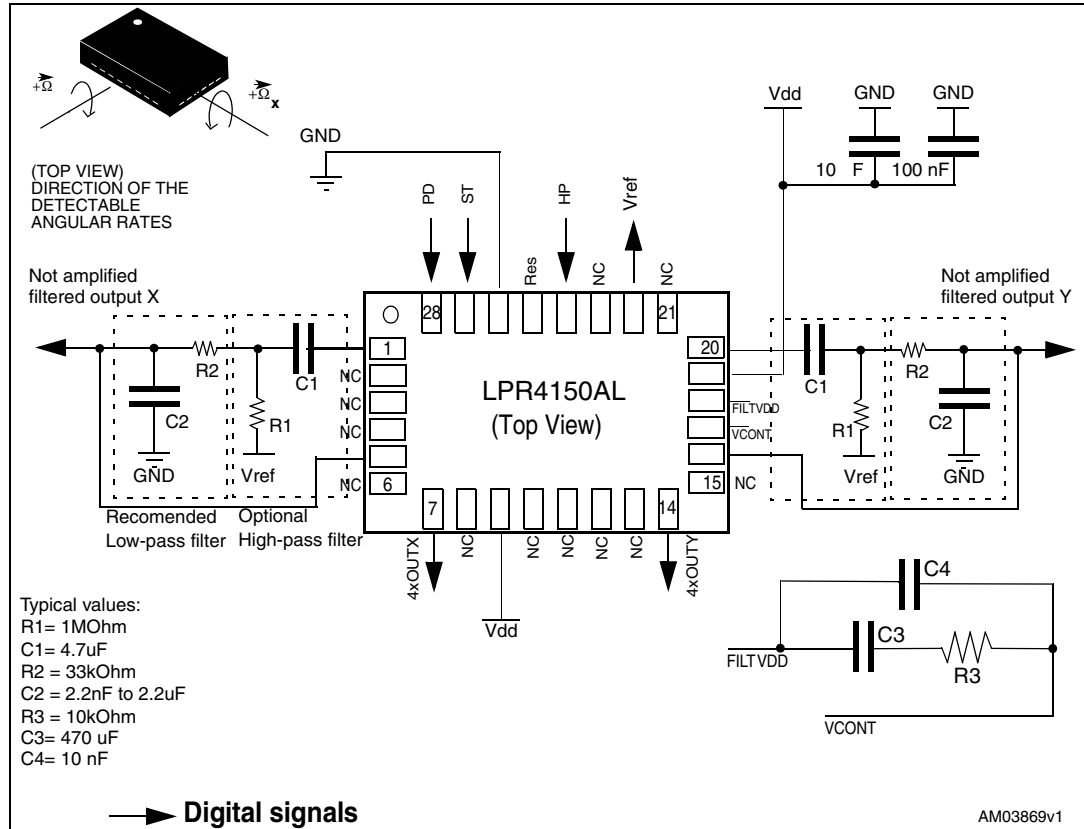 +Ω
+Ω x
(TOP VIEW)
DIRECTION OF THE
DETECTABLE
ANGULAR RATES
GND
PD
ST
Res
HP
NC
Vref
NC
Vdd
GND
GND
10 F
100 nF
Not amplified
filtered output X
Not amplified
filtered output Y
28
21
1
20
R2
C1
C2
R1
GND
Vref
NC
NC
NC
NC
6
LPR4150AL
(Top View)
FILTVDD
VCONT
15
NC
C1
R2
R1
C2
Vref
GND
Recomended
Low-pass filter
Optional
High-pass filter
7
14
4xOUTX
NC
NC
NC
NC
NC
4xOUTY
Vdd
C4
C3
R3
FILTVDD
VCONT
Typical values:
R1= 1MOhm
C1= 4.7uF
R2 = 33kOhm
C2 = 2.2nF to 2.2uF
R3 = 10kOhm
C3= 470 uF
C4= 10 nF
Digital signals
AM03869v1